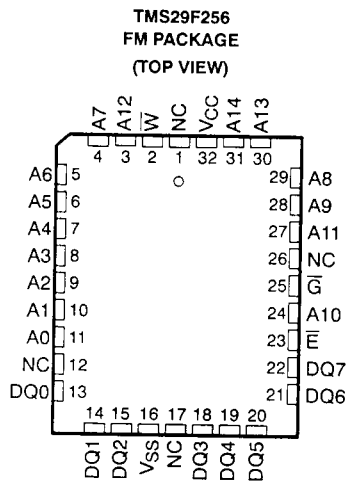 TMS29F256
FM PACKAGE
(TOP VIEW)
A7 A12 W̅ NC VCC A14 A13
4 3 2 1 32 31 30
A6 5 29 A8
A5 6 28 A9
A4 7 27 A11
A3 8 26 NC
A2 9 25 G̅
A1 10 24 A10
A0 11 23 E̅
NC 12 22 DQ7
DQ0 13 21 DQ6
14 15 16 17 18 19 20
DQ1 DQ2 VSS NC DQ3 DQ4 DQ5